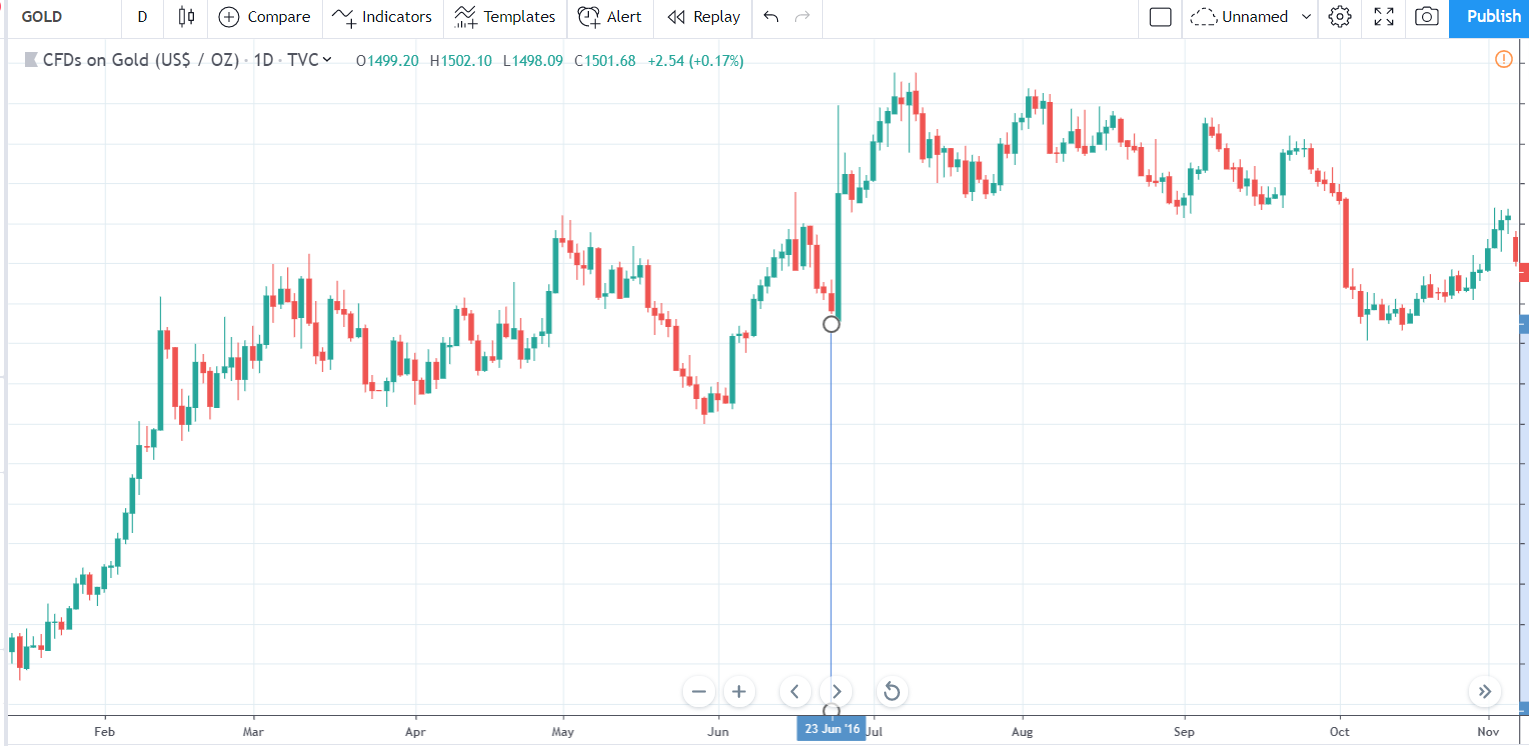 GOLD D Compare Indicators Templates Alert Replay Unnamed Publish
CFDs on Gold (US$ / OZ) · 1D · TVC O1499.20 H1502.10 L1498.09 C1501.68 +2.54 (+0.17%)
Feb Mar Apr May Jun 23 Jun '16 Jul Aug Sep Oct Nov